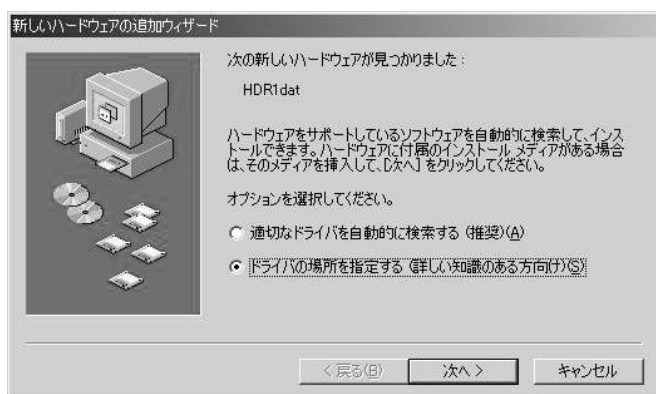 新しいハードウェアの追加ウィザード
次の新しいハードウェアが見つかりました：
HDR1dat
ハードウェアをサポートしているソフトウェアを自動的に検索して、インス
トールできます。ハードウェアに付属のインストール メディアがある場合
は、そのメディアを挿入して、[次へ] をクリックしてください。
オプションを選択してください。
適切なドライバを自動的に検索する (推奨)(A)
ドライバの場所を指定する (詳しい知識のある方向け)(S)
< 戻る(B)
次へ >
キャンセル